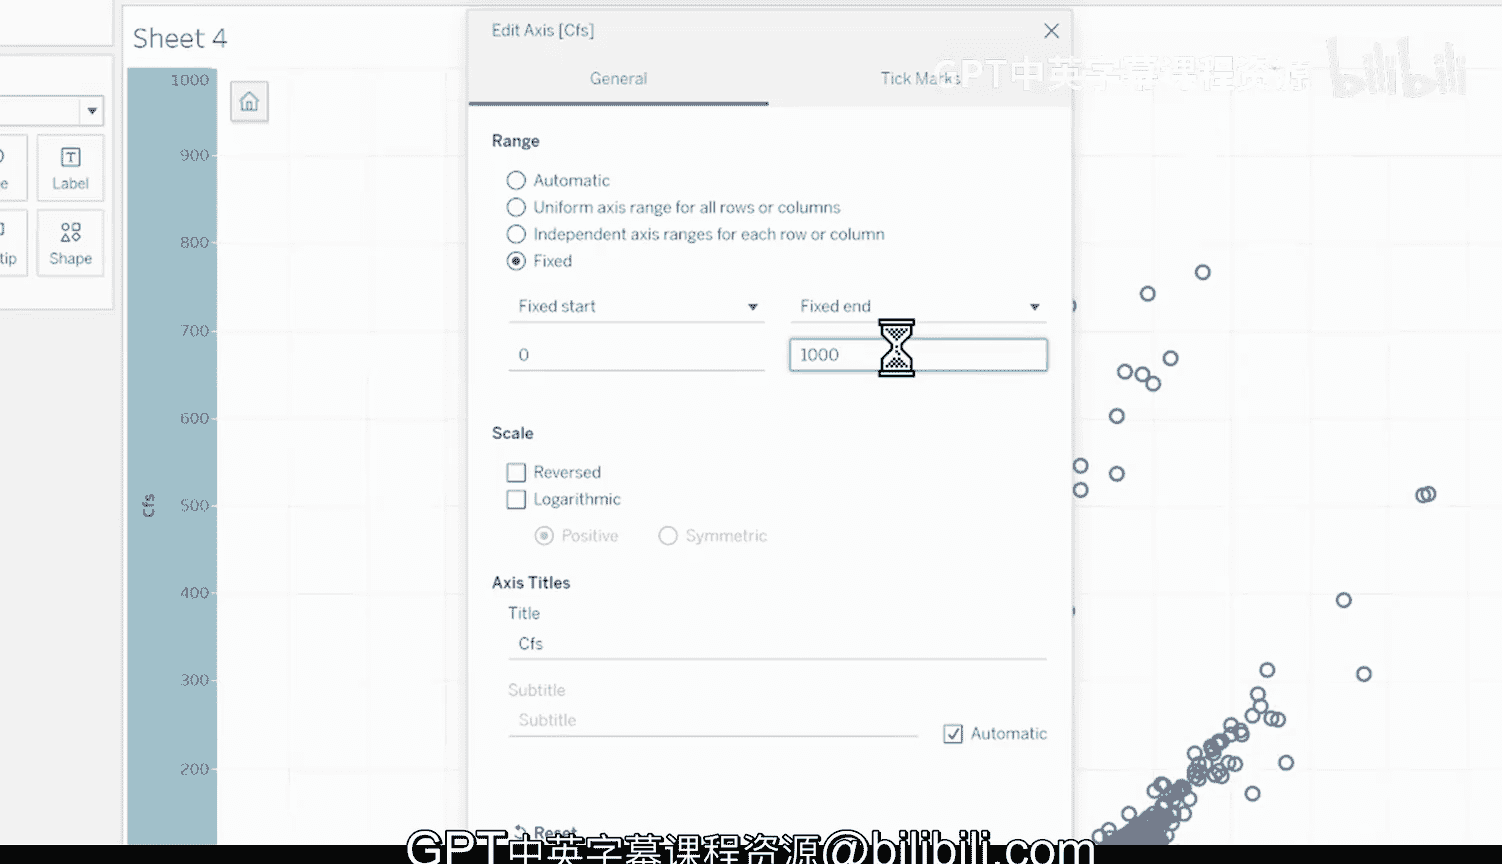 Sheet 4
Edit Axis [Cfs]
General
Tick Marks
GPT中英字幕课程资源
bilibili
1000
900
800
700
600
500
400
300
200
Cfs
Label
Shape
e
tip
Range
Automatic
Uniform axis range for all rows or columns
Independent axis ranges for each row or column
Fixed
Fixed start
Fixed end
0
1000
Scale
Reversed
Logarithmic
Positive
Symmetric
Axis Titles
Title
Cfs
Subtitle
Subtitle
Automatic
Reset
GPT中英字幕课程资源@bilibili.com